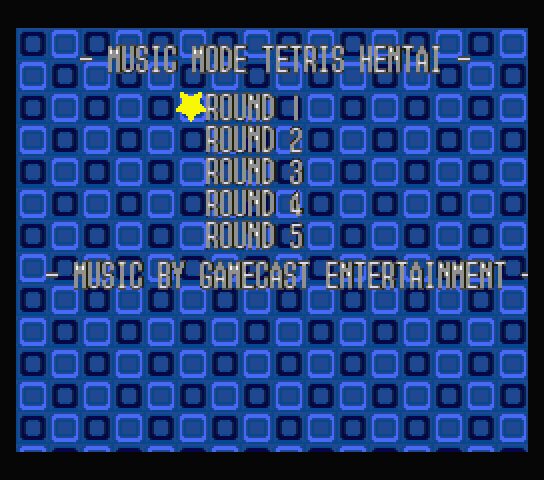 - MUSIC MODE TETRIS HENTAI -
ROUND 1
ROUND 2
ROUND 3
ROUND 4
ROUND 5
- MUSIC BY GAMECAST ENTERTAINMENT -